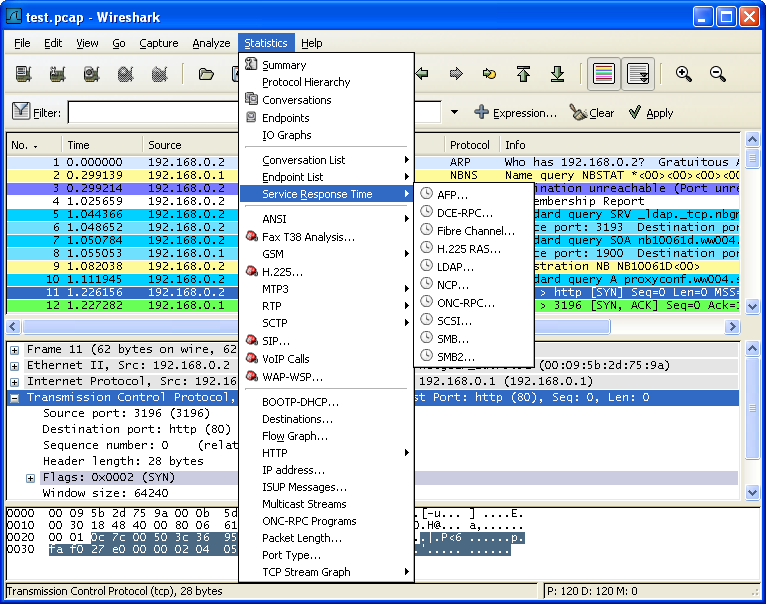 test.pcap - Wireshark
File Edit View Go Capture Analyze Statistics Help
Filter: Expression... Clear Apply
No. . Time Source Protocol Info
1 0.000000 192.168.0.2 ARP Who has 192.168.0.2? Gratuitous A
2 0.299139 192.168.0.1 NBNS Name query NBSTAT *<00><00><00><0
3 0.299214 192.168.0.2 nation unreachable (Port unr
4 1.025659 192.168.0.2 mbership Report
5 1.044366 192.168.0.2 dard query SRV _ldap._tcp.nbgm
6 1.048652 192.168.0.2 ce port: 3193 Destination po
7 1.050784 192.168.0.2 dard query SOA nb10061d.ww004.
8 1.055053 192.168.0.1 ce port: 1900 Destination po
9 1.082038 192.168.0.2 stration NB NB10061D<00>
10 1.111945 192.168.0.2 dard query A proxyconf.ww004.s
11 1.226156 192.168.0.2 > http [SYN] Seq=0 Len=0 MSS=
12 1.227282 192.168.0.1 > 3196 [SYN, ACK] Seq=0 Ack=1
Summary
Protocol Hierarchy
Conversations
Endpoints
IO Graphs
Conversation List
Endpoint List
Service Response Time
ANSI
Fax T38 Analysis...
GSM
H.225...
MTP3
RTP
SCTP
SIP...
VoIP Calls
WAP-WSP...
BOOTP-DHCP...
Destinations...
Flow Graph...
HTTP
IP address...
ISUP Messages...
Multicast Streams
ONC-RPC Programs
Packet Length...
Port Type...
TCP Stream Graph
AFP...
DCE-RPC...
Fibre Channel...
H.225 RAS...
LDAP...
NCP...
ONC-RPC...
SCSI...
SMB...
SMB2...
Frame 11 (62 bytes on wire, 62
Ethernet II, Src: 192.168.0.2 (00:09:5b:2d:75:9a)
Internet Protocol, Src: 192.16 192.168.0.1 (192.168.0.1)
Transmission Control Protocol, st Port: http (80), Seq: 0, Len: 0
Source port: 3196 (3196)
Destination port: http (80)
Sequence number: 0 (relat
Header length: 28 bytes
Flags: 0x0002 (SYN)
Window size: 64240
0000 00 09 5b 2d 75 9a 00 0b 5d .[-u... ] ....E.
0010 00 30 18 48 40 00 80 06 61 0.H@... a,......
0020 00 01 0c 7c 00 50 3c 36 95 .|.P<6 ......p.
0030 fa f0 27 e0 00 00 02 04 05 .'..... ......
Transmission Control Protocol (tcp), 28 bytes P: 120 D: 120 M: 0